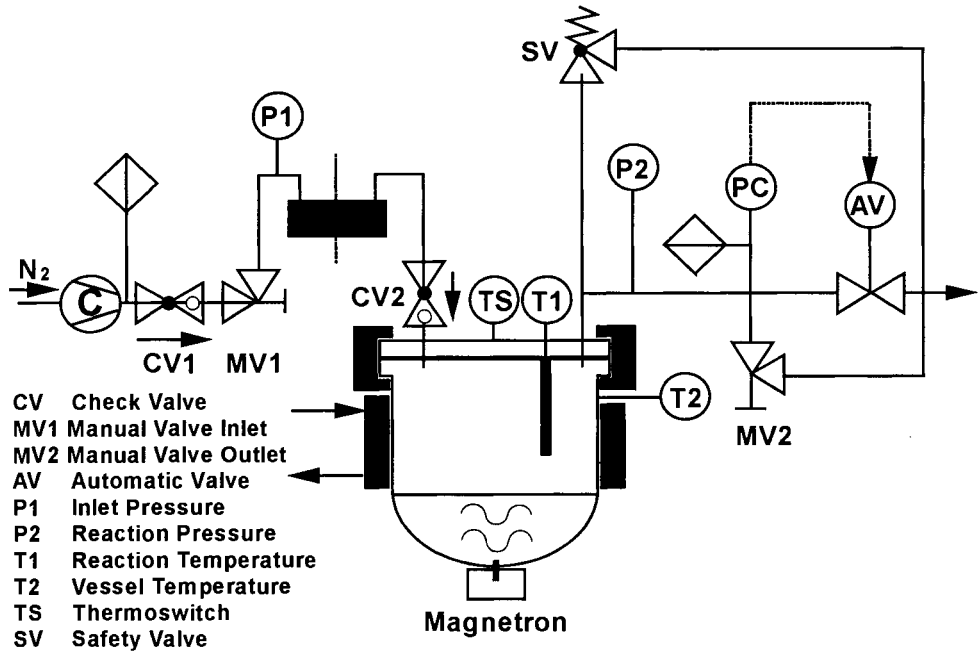 SV
P1
P2
PC
AV
N2
C
CV2
TS
T1
CV1
MV1
T2
MV2
CV Check Valve
MV1 Manual Valve Inlet
MV2 Manual Valve Outlet
AV Automatic Valve
P1 Inlet Pressure
P2 Reaction Pressure
T1 Reaction Temperature
T2 Vessel Temperature
TS Thermoswitch
SV Safety Valve
Magnetron